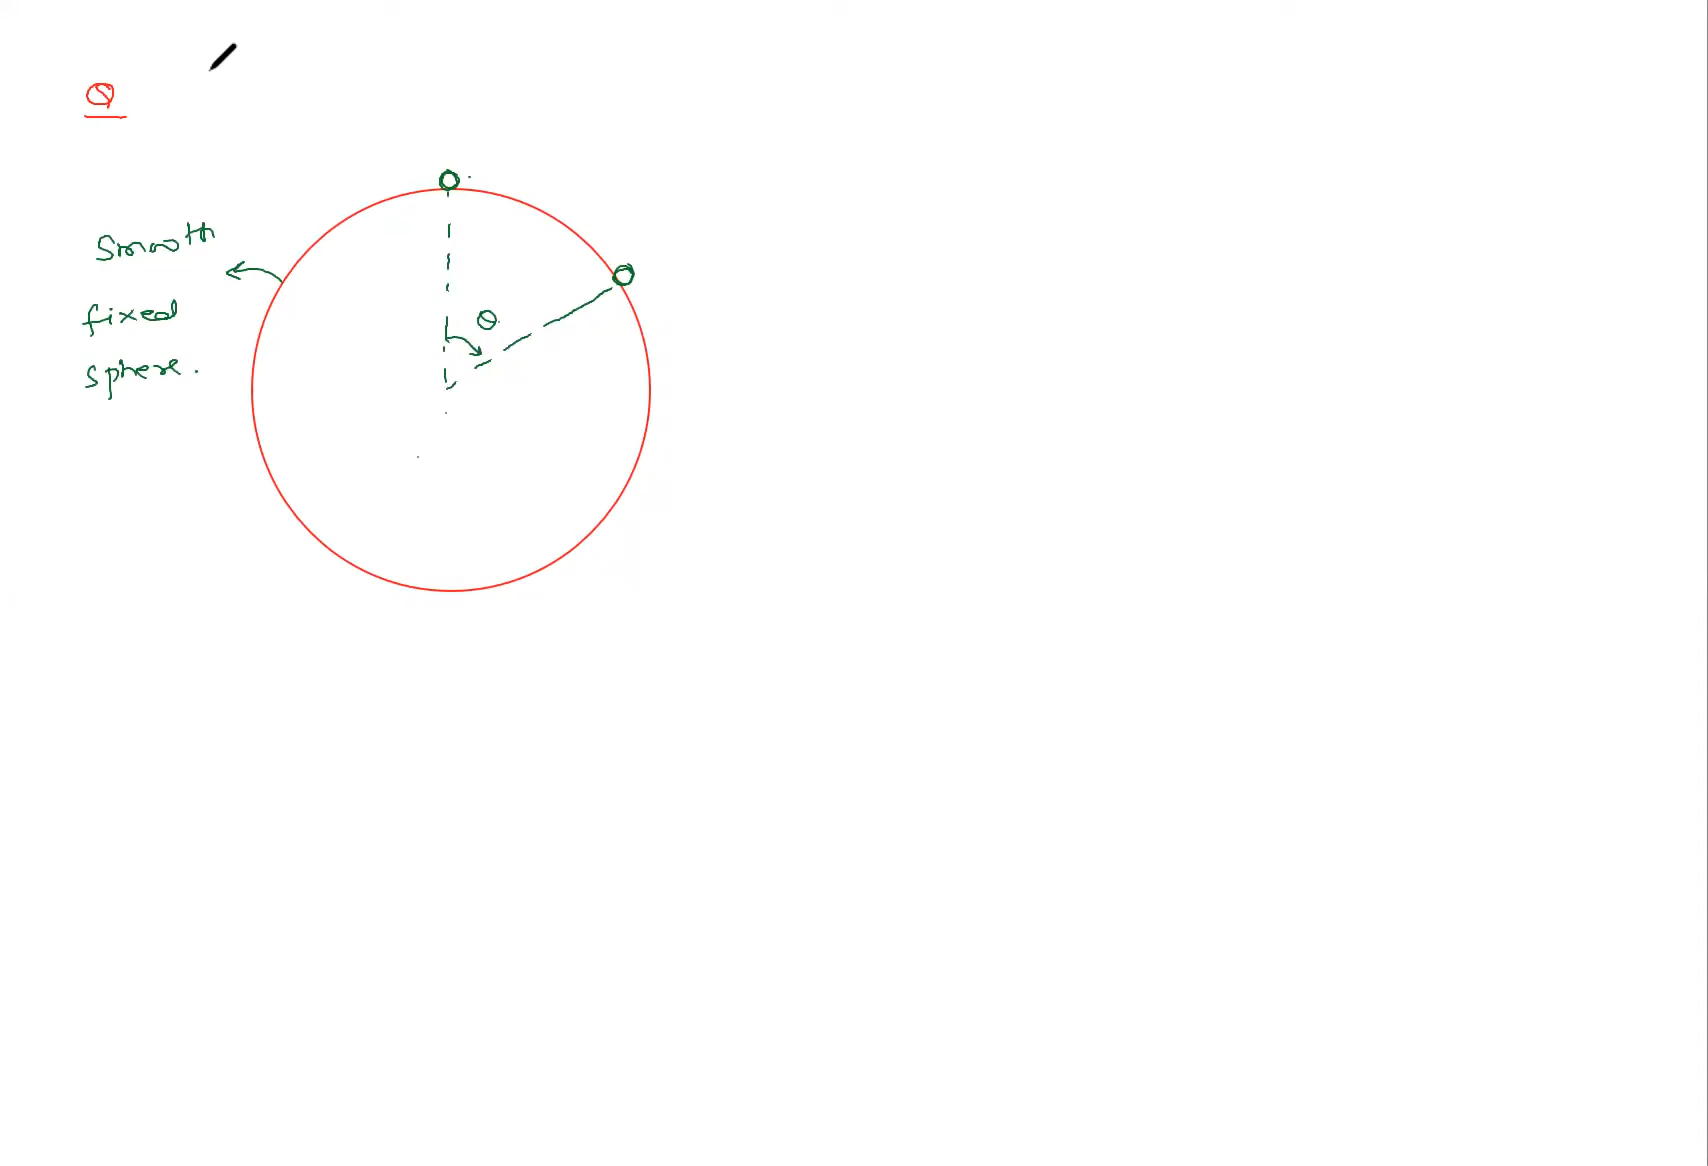 Q
Smooth
fixed
sphere.
θ